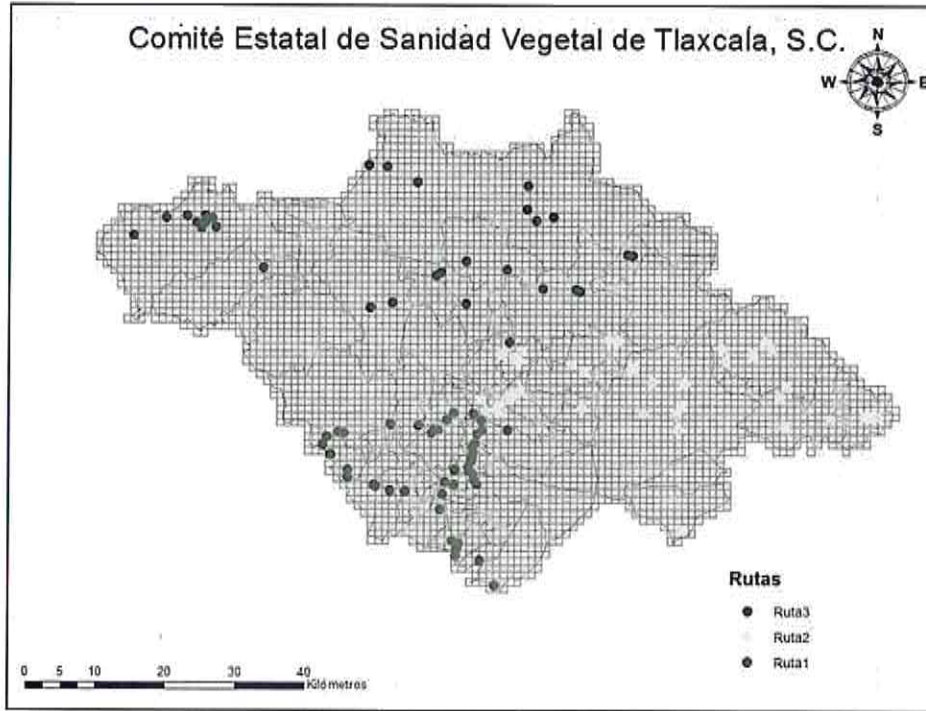 Comité Estatal de Sanidad Vegetal de Tlaxcala, S.C.
N
W E
S
Rutas
Ruta3
Ruta2
Ruta1
0 5 10 20 30 40
Kilómetros